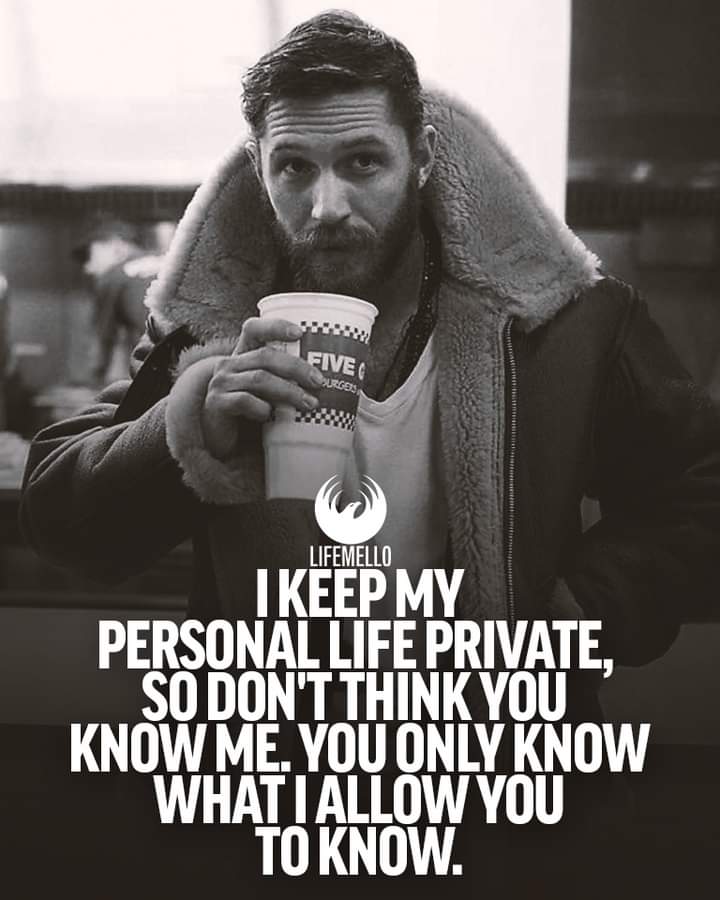 FIVE G
BURGERS
LIFEMELLO
I KEEP MY
PERSONAL LIFE PRIVATE,
SO DON'T THINK YOU
KNOW ME. YOU ONLY KNOW
WHAT I ALLOW YOU
TO KNOW.